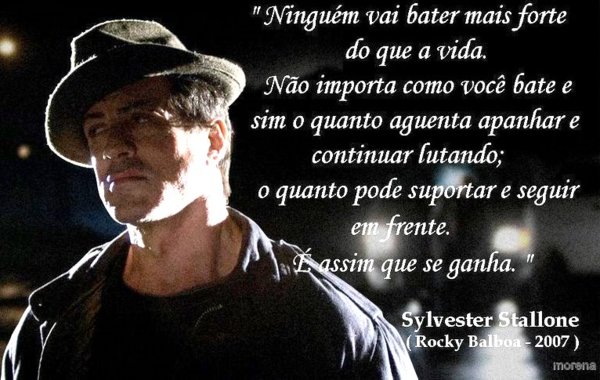 " Ninguém vai bater mais forte
do que a vida.
Não importa como você bate e
sim o quanto aguenta apanhar e
continuar lutando;
o quanto pode suportar e seguir
em frente.
É assim que se ganha. "
Sylvester Stallone
( Rocky Balboa - 2007 )
morena